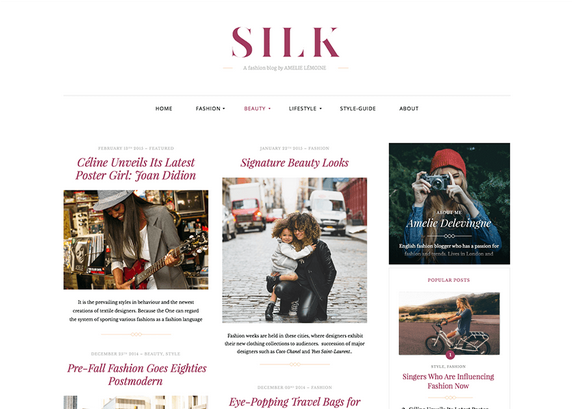 SILK
A fashion blog by AMELIE LÉMOINE
HOME FASHION BEAUTY LIFESTYLE STYLE-GUIDE ABOUT
FEBRUARY 18TH 2015 • FEATURED
Céline Unveils Its Latest
Poster Girl: Joan Didion
It is the prevailing styles in behaviour and the newest
creations of textile designers. Because the One can regard
the system of sporting various fashions as a fashion language
DECEMBER 30TH 2014 • BEAUTY, STYLE
Pre-Fall Fashion Goes Eighties
Postmodern
JANUARY 20TH 2015 • FASHION
Signature Beauty Looks
Fashion weeks are held in these cities, where designers exhibit
their new clothing collections to audiences. succession of major
designers such as Coco Chanel and Yves Saint-Laurent.
DECEMBER 30TH 2014 • FASHION
Eye-Popping Travel Bags for
ABOUT ME
Amelie Delevingne
English fashion blogger who has a passion for
fashion and trends. Lives in London and
POPULAR POSTS
1
STYLE, FASHION
Singers Who Are Influencing
Fashion Now